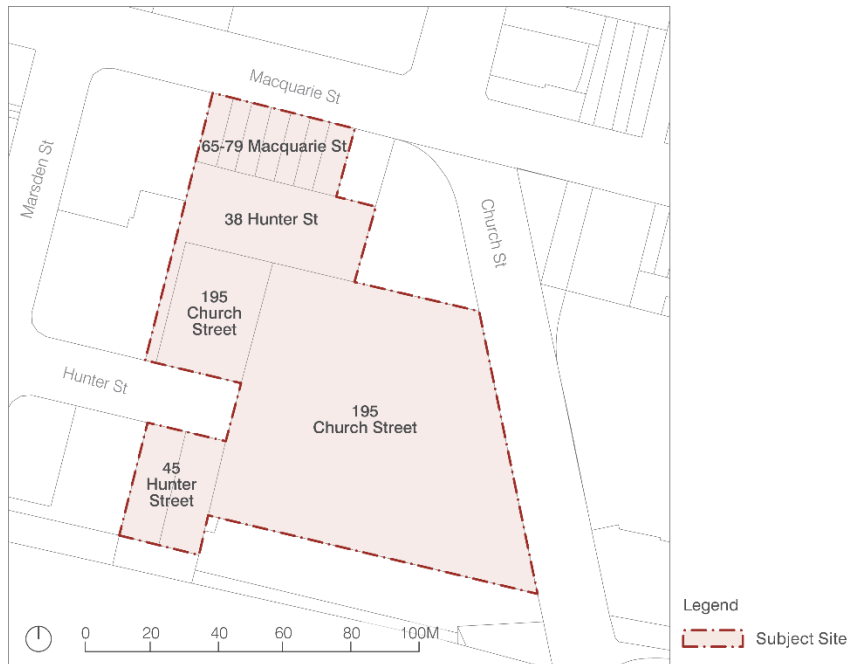 Macquarie St
65-79 Macquarie St
Marsden St
38 Hunter St
Church St
195
Church
Street
Hunter St
195
Church Street
45
Hunter
Street
0 20 40 60 80 100M
Legend
Subject Site